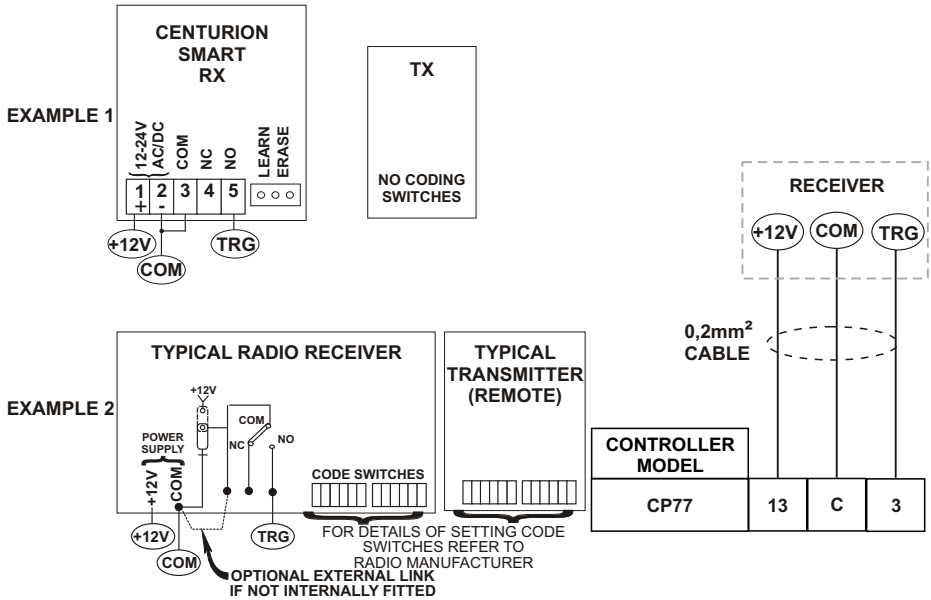 EXAMPLE 1
CENTURION
SMART
RX
12-24V
AC/DC
COM
NC
NO
LEARN
ERASE
1 2 3 4 5
+ -
+12V
COM
TRG
TX
NO CODING
SWITCHES
RECEIVER
+12V COM TRG
0,2mm²
CABLE
CONTROLLER
MODEL
CP77 13 C 3
EXAMPLE 2
TYPICAL RADIO RECEIVER
+12V
COM
NC
NO
POWER
SUPPLY
+12V
COM
CODE SWITCHES
+12V
COM
TRG
TYPICAL
TRANSMITTER
(REMOTE)
FOR DETAILS OF SETTING CODE
SWITCHES REFER TO
RADIO MANUFACTURER
OPTIONAL EXTERNAL LINK
IF NOT INTERNALLY FITTED